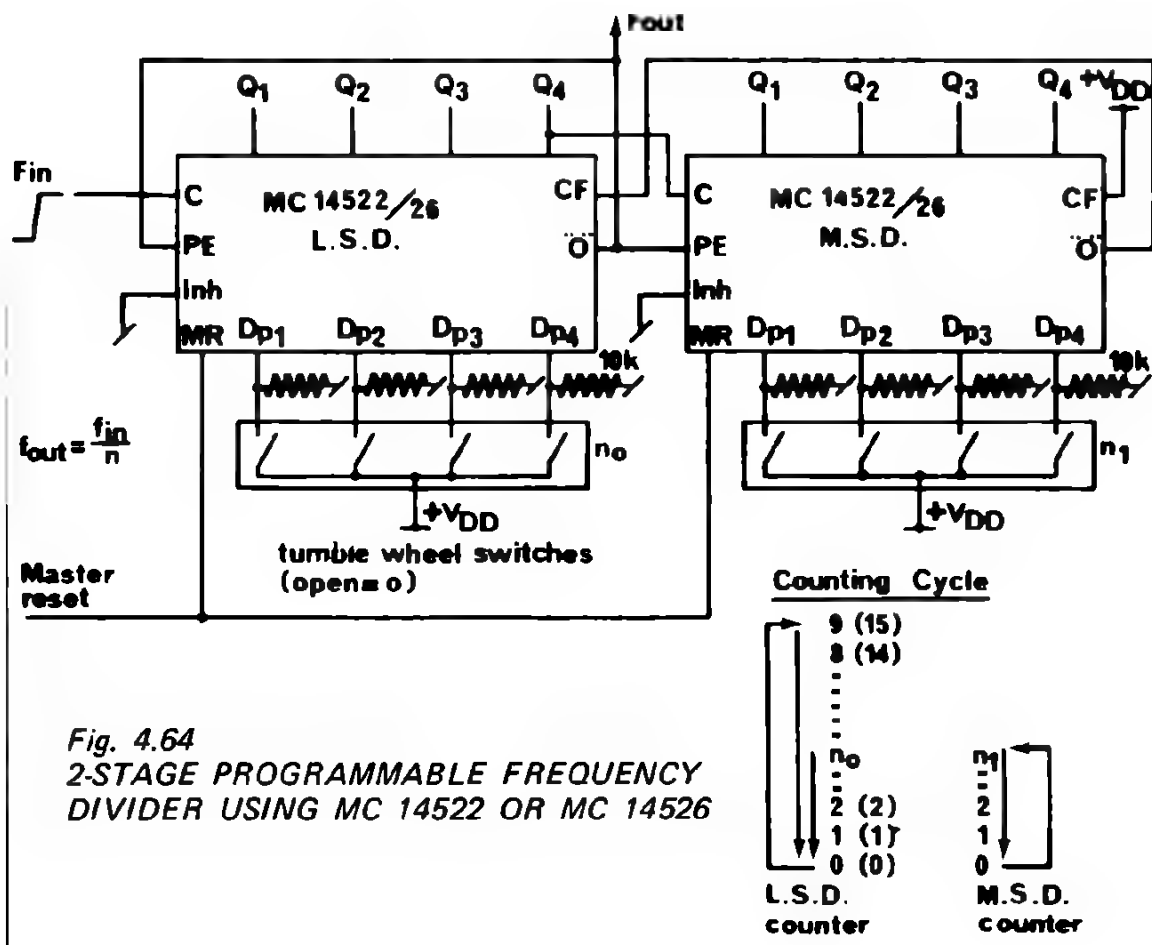 Fout
Q1 Q2 Q3 Q4 Q1 Q2 Q3 Q4 +VDD
Fin
C MC 14522/26 CF C MC 14522/26 CF
L.S.D. M.S.D.
PE "O" PE "O"
Inh Inh
MR Dp1 Dp2 Dp3 Dp4 MR Dp1 Dp2 Dp3 Dp4
10k 10k
fout = fin/n
n0 n1
+VDD +VDD
tumble wheel switches
(open=o)
Master
reset
Counting Cycle
9 (15)
8 (14)
n0 n1
2 (2) 2
1 (1) 1
0 (0) 0
L.S.D. M.S.D.
counter counter
Fig. 4.64
2-STAGE PROGRAMMABLE FREQUENCY
DIVIDER USING MC 14522 OR MC 14526